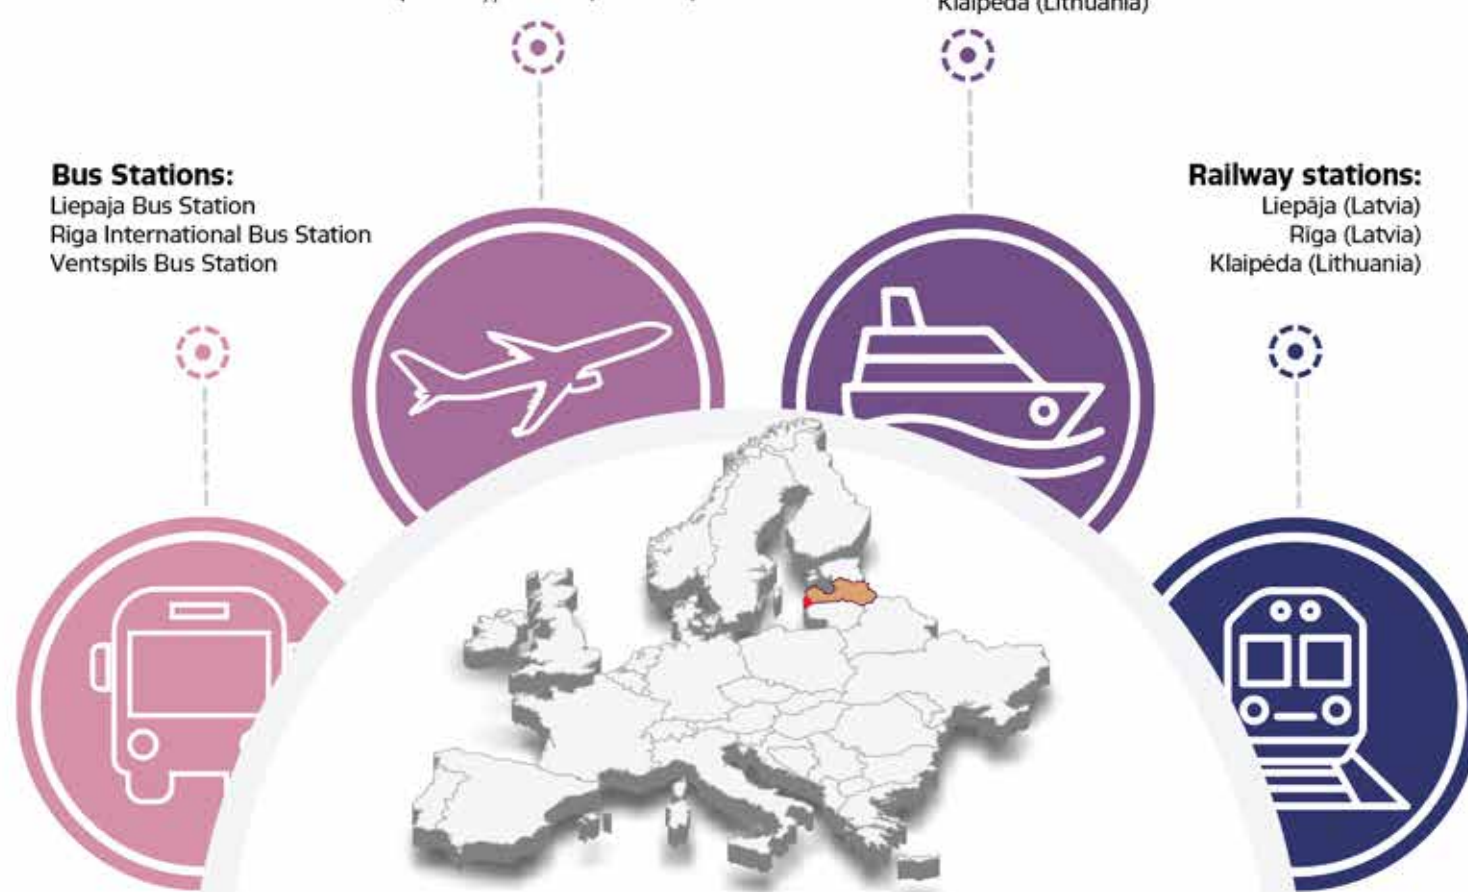 Klaipėda (Lithuania)
Bus Stations:
Liepaja Bus Station
Riga International Bus Station
Ventspils Bus Station
Railway stations:
Liepāja (Latvia)
Rīga (Latvia)
Klaipėda (Lithuania)